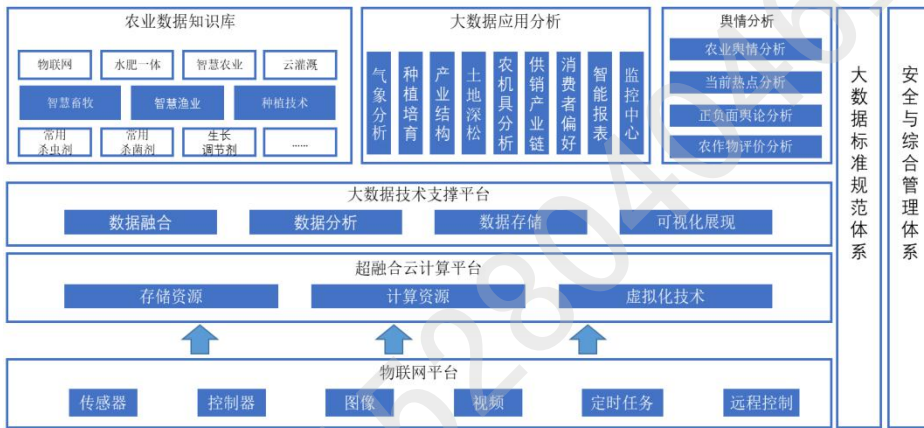 农业数据知识库
物联网
水肥一体
智慧农业
云灌溉
智慧畜牧
智慧渔业
种植技术
常用
杀虫剂
常用
杀菌剂
生长
调节剂
......
大数据应用分析
气象分析
种植培育
产业结构
土地深松
农机具分析
供销产业链
消费者偏好
智能报表
监控中心
舆情分析
农业舆情分析
当前热点分析
正负面舆论分析
农作物评价分析
大数据技术支撑平台
数据融合
数据分析
数据存储
可视化展现
超融合云计算平台
存储资源
计算资源
虚拟化技术
物联网平台
传感器
控制器
图像
视频
定时任务
远程控制
大数据标准规范体系
安全与综合管理体系